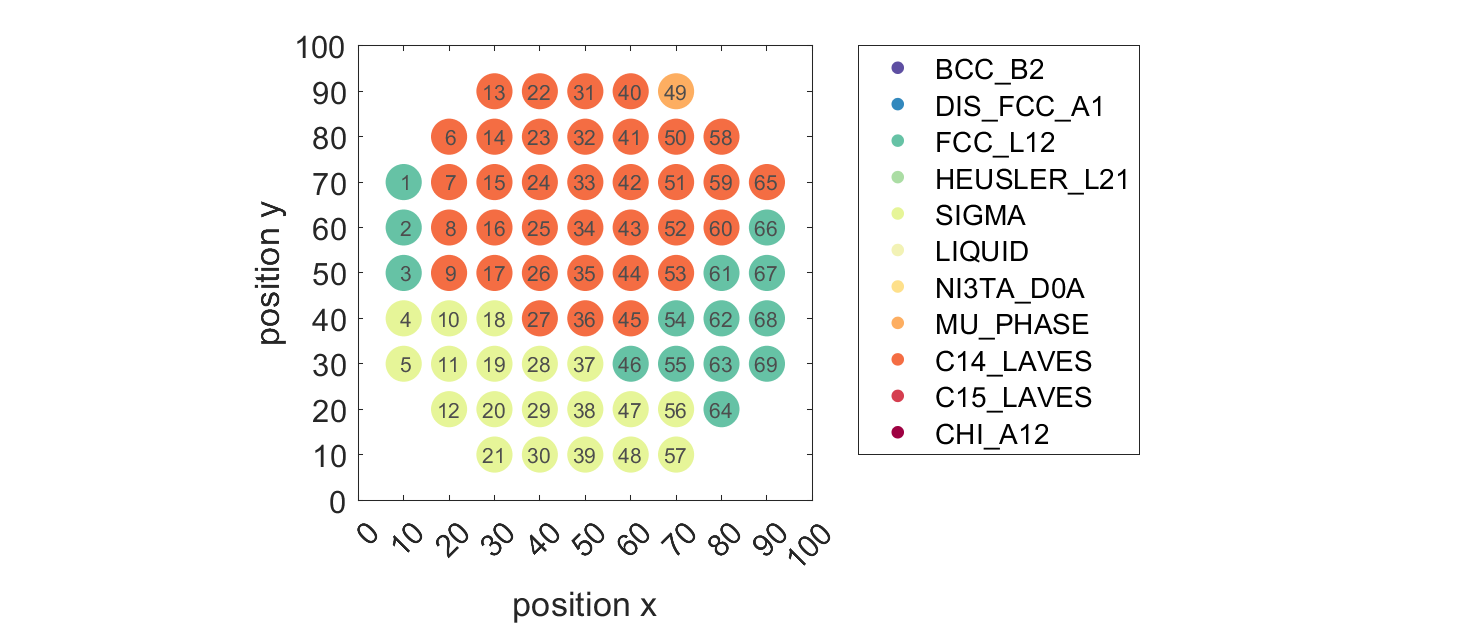 100
90
80
70
60
50
40
30
20
10
0
position y
13 22 31 40 49
6 14 23 32 41 50 58
1 7 15 24 33 42 51 59 65
2 8 16 25 34 43 52 60 66
3 9 17 26 35 44 53 61 67
4 10 18 27 36 45 54 62 68
5 11 19 28 37 46 55 63 69
12 20 29 38 47 56 64
21 30 39 48 57
0 10 20 30 40 50 60 70 80 90 100
position x
BCC_B2
DIS_FCC_A1
FCC_L12
HEUSLER_L21
SIGMA
LIQUID
NI3TA_D0A
MU_PHASE
C14_LAVES
C15_LAVES
CHI_A12